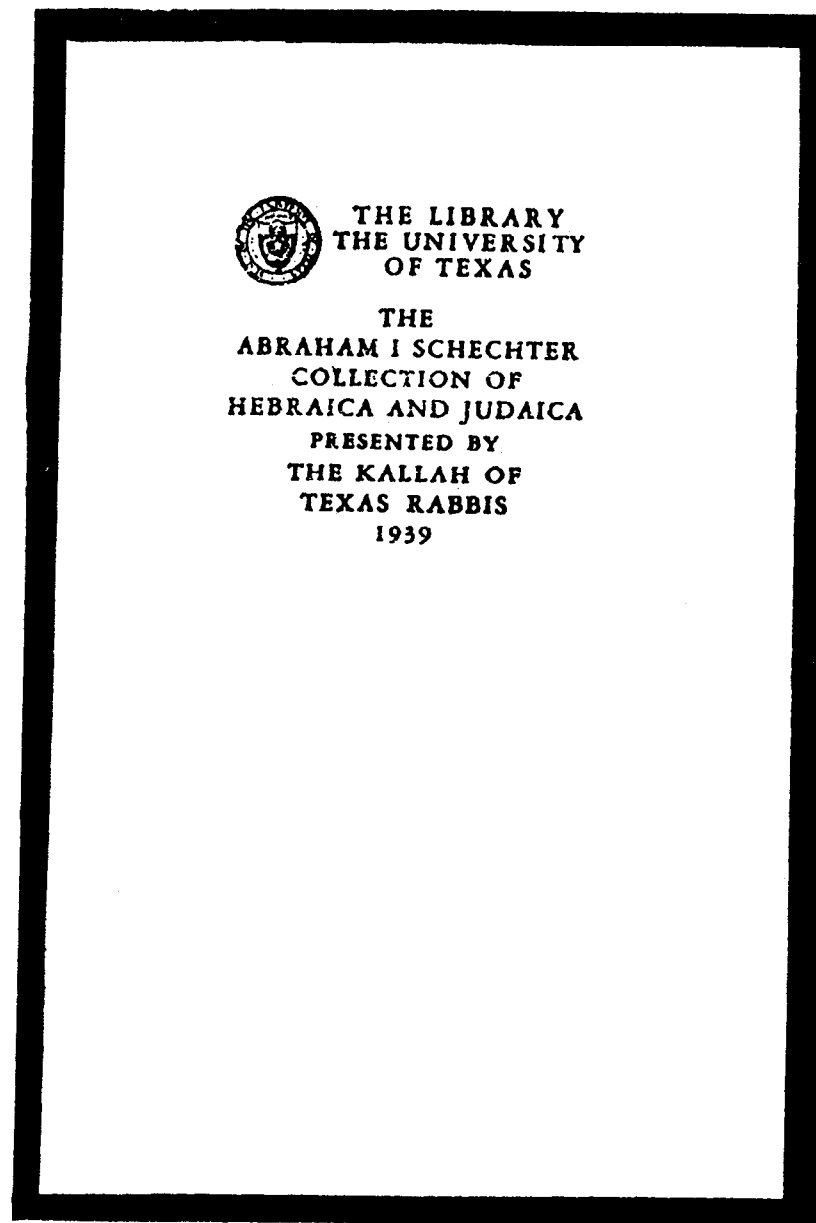 THE LIBRARY
THE UNIVERSITY
OF TEXAS
THE
ABRAHAM I SCHECHTER
COLLECTION OF
HEBRAICA AND JUDAICA
PRESENTED BY
THE KALLAH OF
TEXAS RABBIS
1939